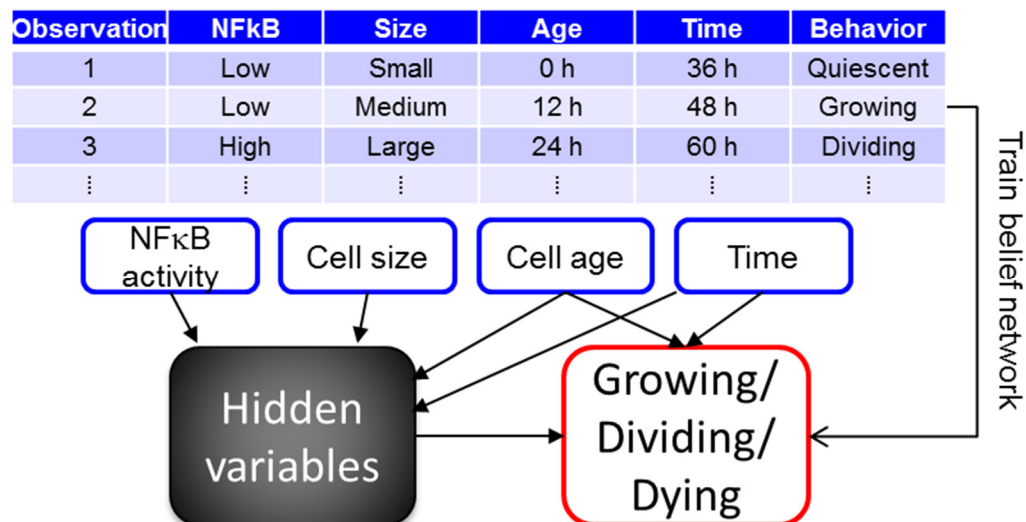 Observation NFkB Size Age Time Behavior
1 Low Small 0 h 36 h Quiescent
2 Low Medium 12 h 48 h Growing
3 High Large 24 h 60 h Dividing
⁞ ⁞ ⁞ ⁞ ⁞ ⁞
Train belief network
NFκB
activity
Cell size
Cell age
Time
Hidden
variables
Growing/
Dividing/
Dying